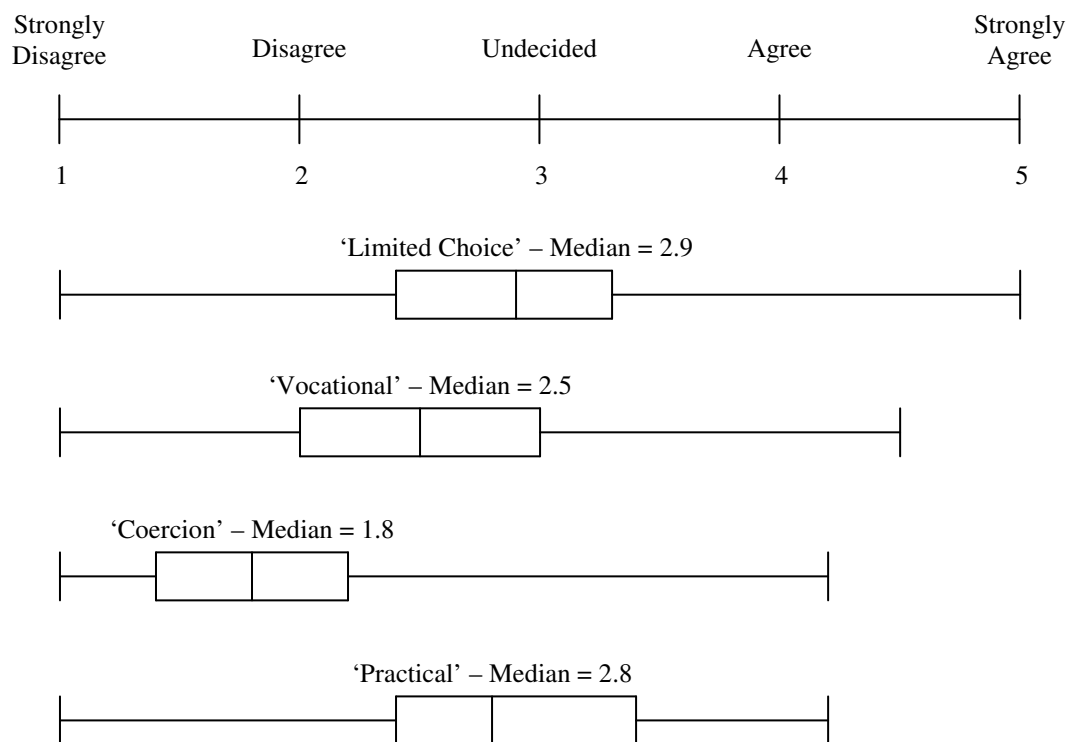 Strongly
Disagree
Disagree
Undecided
Agree
Strongly
Agree
1
2
3
4
5
‘Limited Choice’ – Median = 2.9
‘Vocational’ – Median = 2.5
‘Coercion’ – Median = 1.8
‘Practical’ – Median = 2.8